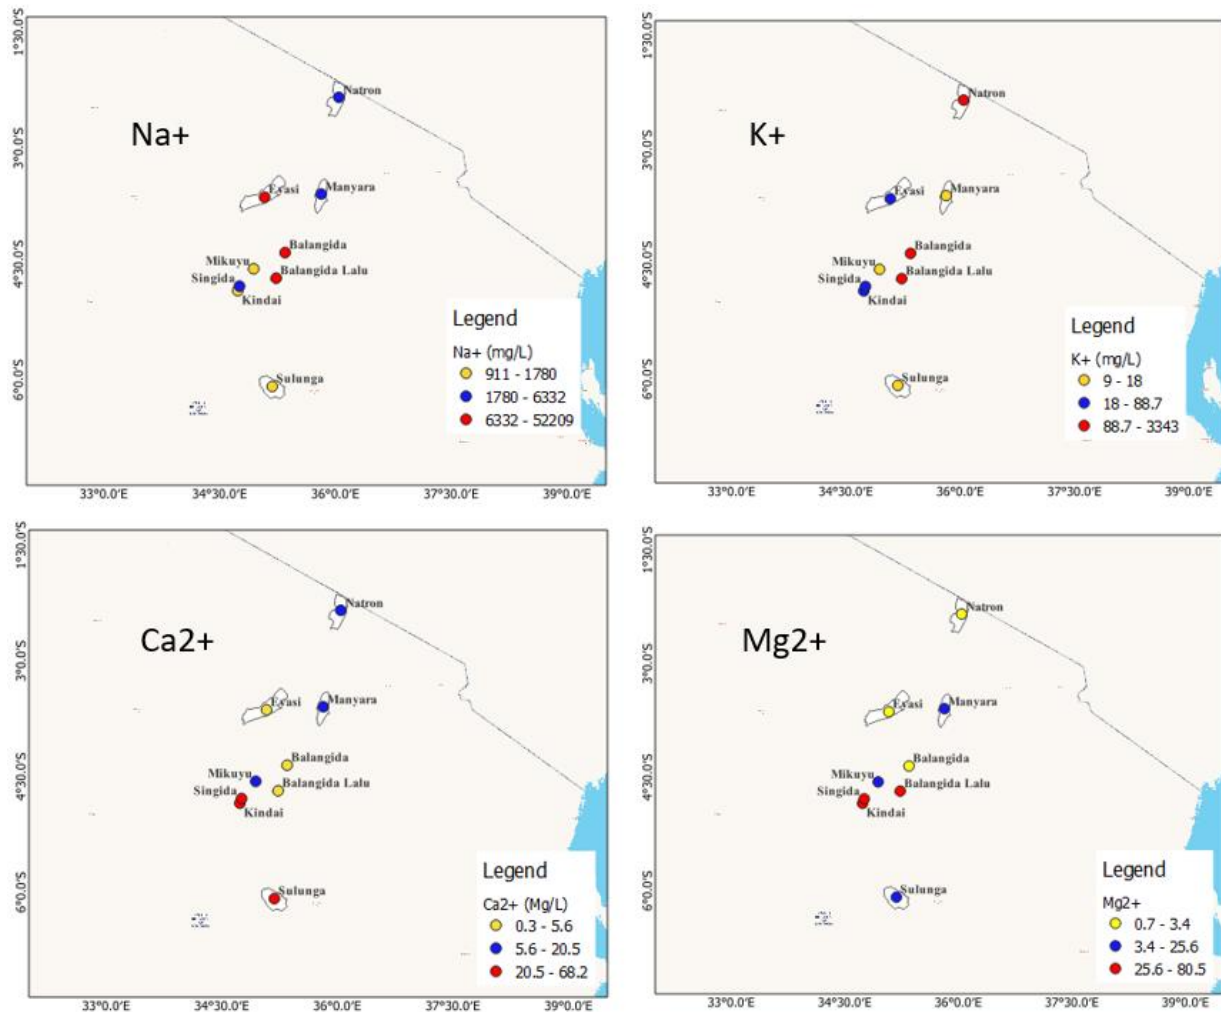 Na+
1°30.0'S
3°0.0'S
4°30.0'S
6°0.0'S
Natron
Eyasi
Manyara
Balangida
Mikuyu
Balangida Lalu
Singida
Kindai
Sulunga
Legend
Na+ (mg/L)
911 - 1780
1780 - 6332
6332 - 52209
33°0.0'E
34°30.0'E
36°0.0'E
37°30.0'E
39°0.0'E
K+
1°30.0'S
3°0.0'S
4°30.0'S
6°0.0'S
Natron
Eyasi
Manyara
Balangida
Mikuyu
Balangida Lalu
Singida
Kindai
Sulunga
Legend
K+ (mg/L)
9 - 18
18 - 88.7
88.7 - 3343
33°0.0'E
34°30.0'E
36°0.0'E
37°30.0'E
39°0.0'E
Ca2+
1°30.0'S
3°0.0'S
4°30.0'S
6°0.0'S
Natron
Eyasi
Manyara
Balangida
Mikuyu
Balangida Lalu
Singida
Kindai
Sulunga
Legend
Ca2+ (Mg/L)
0.3 - 5.6
5.6 - 20.5
20.5 - 68.2
33°0.0'E
34°30.0'E
36°0.0'E
37°30.0'E
39°0.0'E
Mg2+
1°30.0'S
3°0.0'S
4°30.0'S
6°0.0'S
Natron
Eyasi
Manyara
Balangida
Mikuyu
Balangida Lalu
Singida
Kindai
Sulunga
Legend
Mg2+
0.7 - 3.4
3.4 - 25.6
25.6 - 80.5
33°0.0'E
34°30.0'E
36°0.0'E
37°30.0'E
39°0.0'E